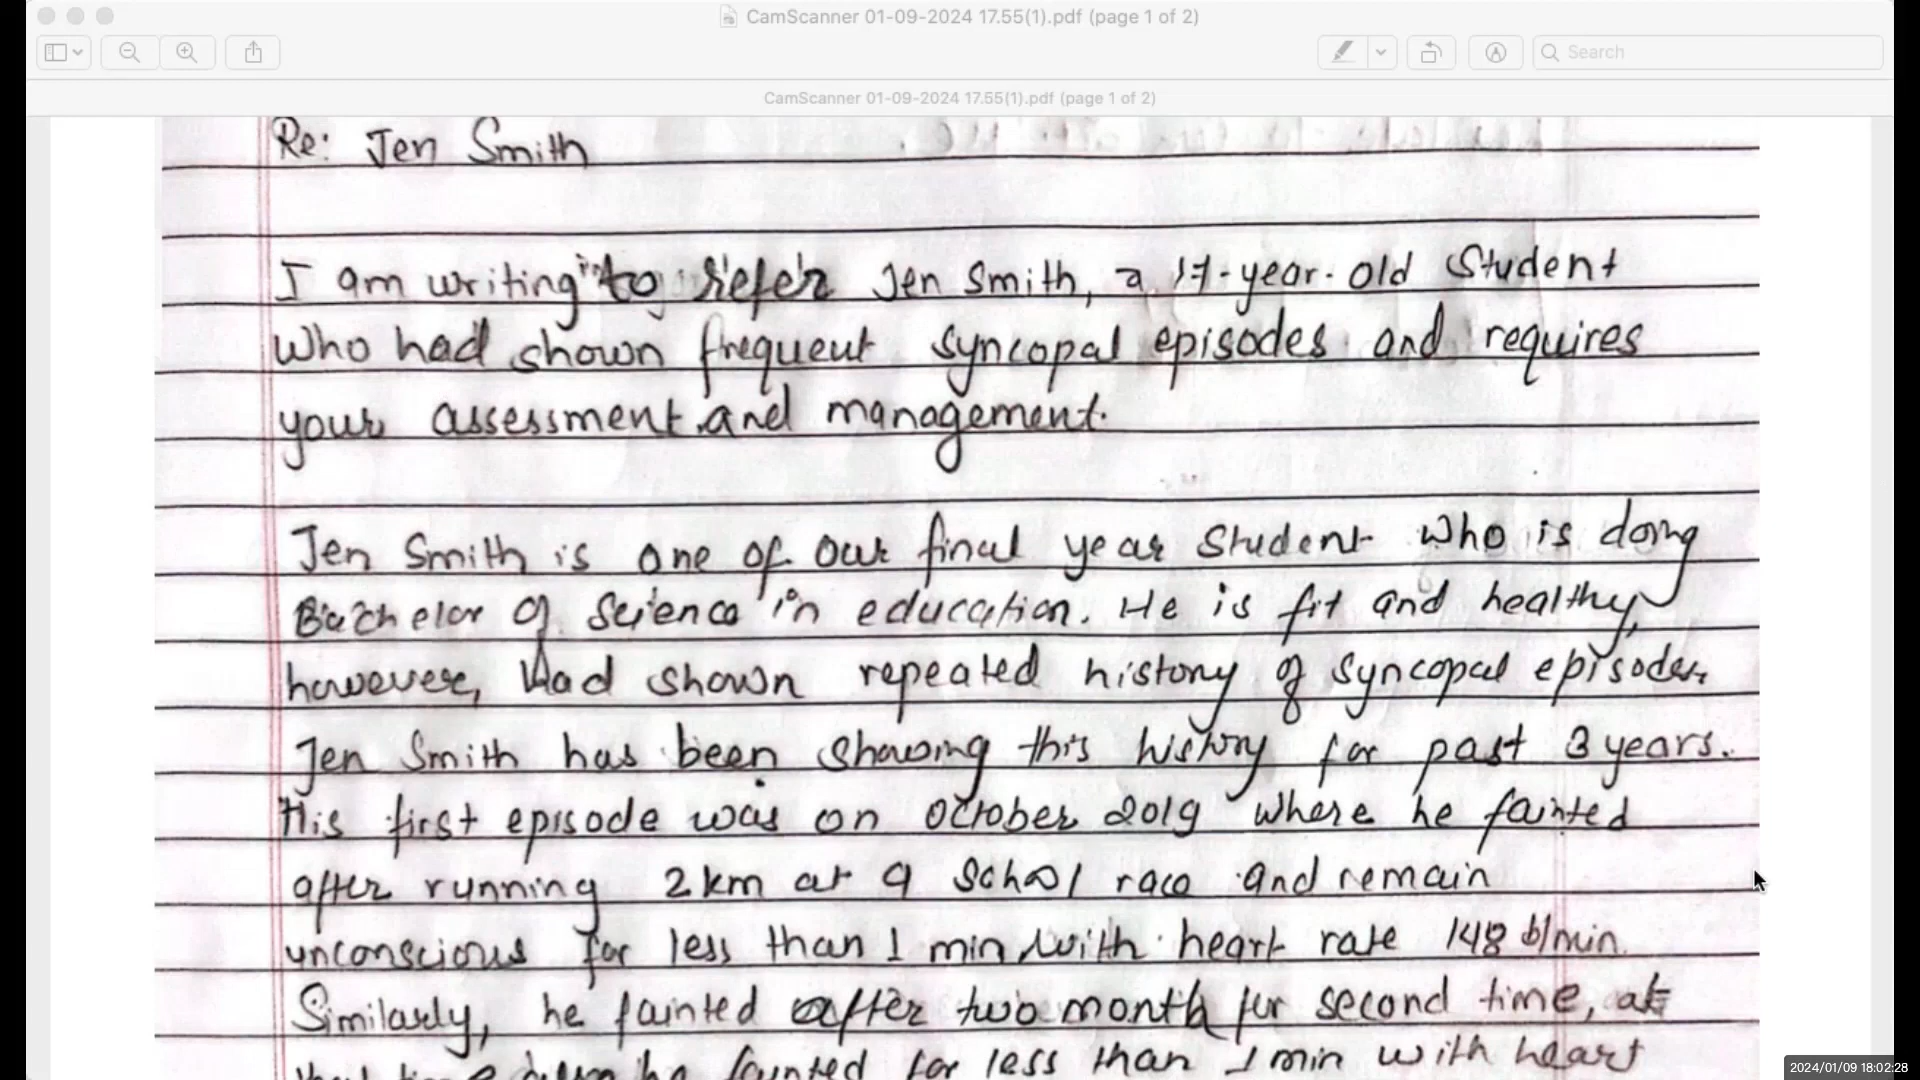 CamScanner 01-09-2024 17.55(1).pdf (page 1 of 2)
Search
CamScanner 01-09-2024 17.55(1).pdf (page 1 of 2)
Re: Jen Smith
I am writing to refer Jen Smith, a 17-year-old student
who had shown frequent syncopal episodes and requires
your assessment and management.
Jen Smith is one of our final year student who is doing
Bachelor of Science in education. He is fit and healthy,
however, had shown repeated history of syncopal episodes.
Jen Smith has been showing this history for past 3 years.
His first episode was on October 2019 where he fainted
after running 2 km at a school race and remain
unconscious for less than 1 min with heart rate 148 b/min.
Similarly, he fainted after two month for second time, at
that time he fainted for less than 1 min with heart
2024/01/09 18:02:28